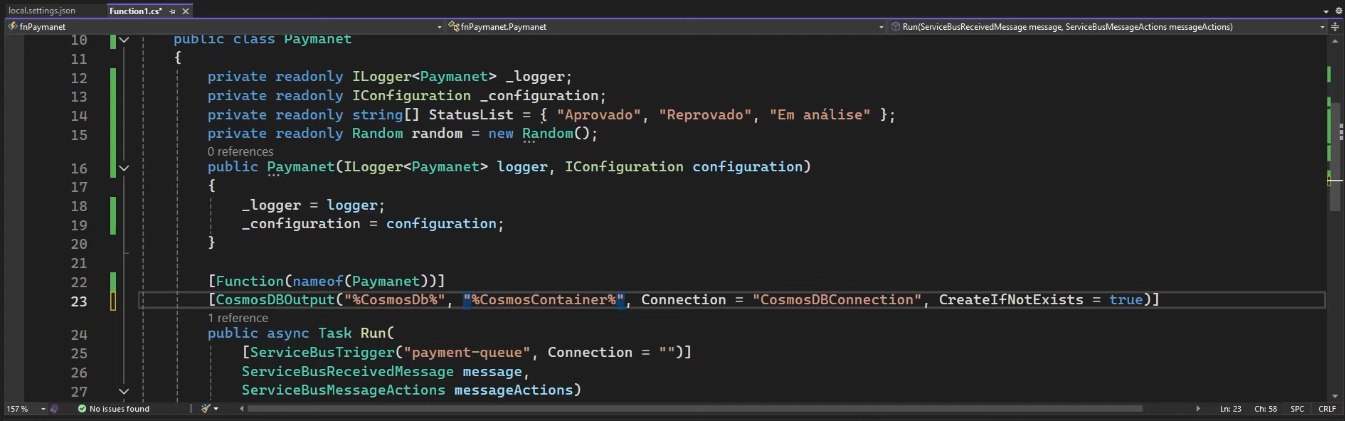 local.settings.json Function1.cs*
fnPaymanet fnPaymanet.Paymanet Run(ServiceBusReceivedMessage message, ServiceBusMessageActions messageActions)
10 public class Paymanet
11 {
12 private readonly ILogger<Paymanet> _logger;
13 private readonly IConfiguration _configuration;
14 private readonly string[] StatusList = { "Aprovado", "Reprovado", "Em análise" };
15 private readonly Random random = new Random();
0 references
16 public Paymanet(ILogger<Paymanet> logger, IConfiguration configuration)
17 {
18 _logger = logger;
19 _configuration = configuration;
20 }
21
22 [Function(nameof(Paymanet))]
23 [CosmosDBOutput("%CosmosDb%", "%CosmosContainer%", Connection = "CosmosDBConnection", CreateIfNotExists = true)]
1 reference
24 public async Task Run(
25 [ServiceBusTrigger("payment-queue", Connection = "")]
26 ServiceBusReceivedMessage message,
27 ServiceBusMessageActions messageActions)
157 % No issues found Ln: 23 Ch: 58 SPC CRLF